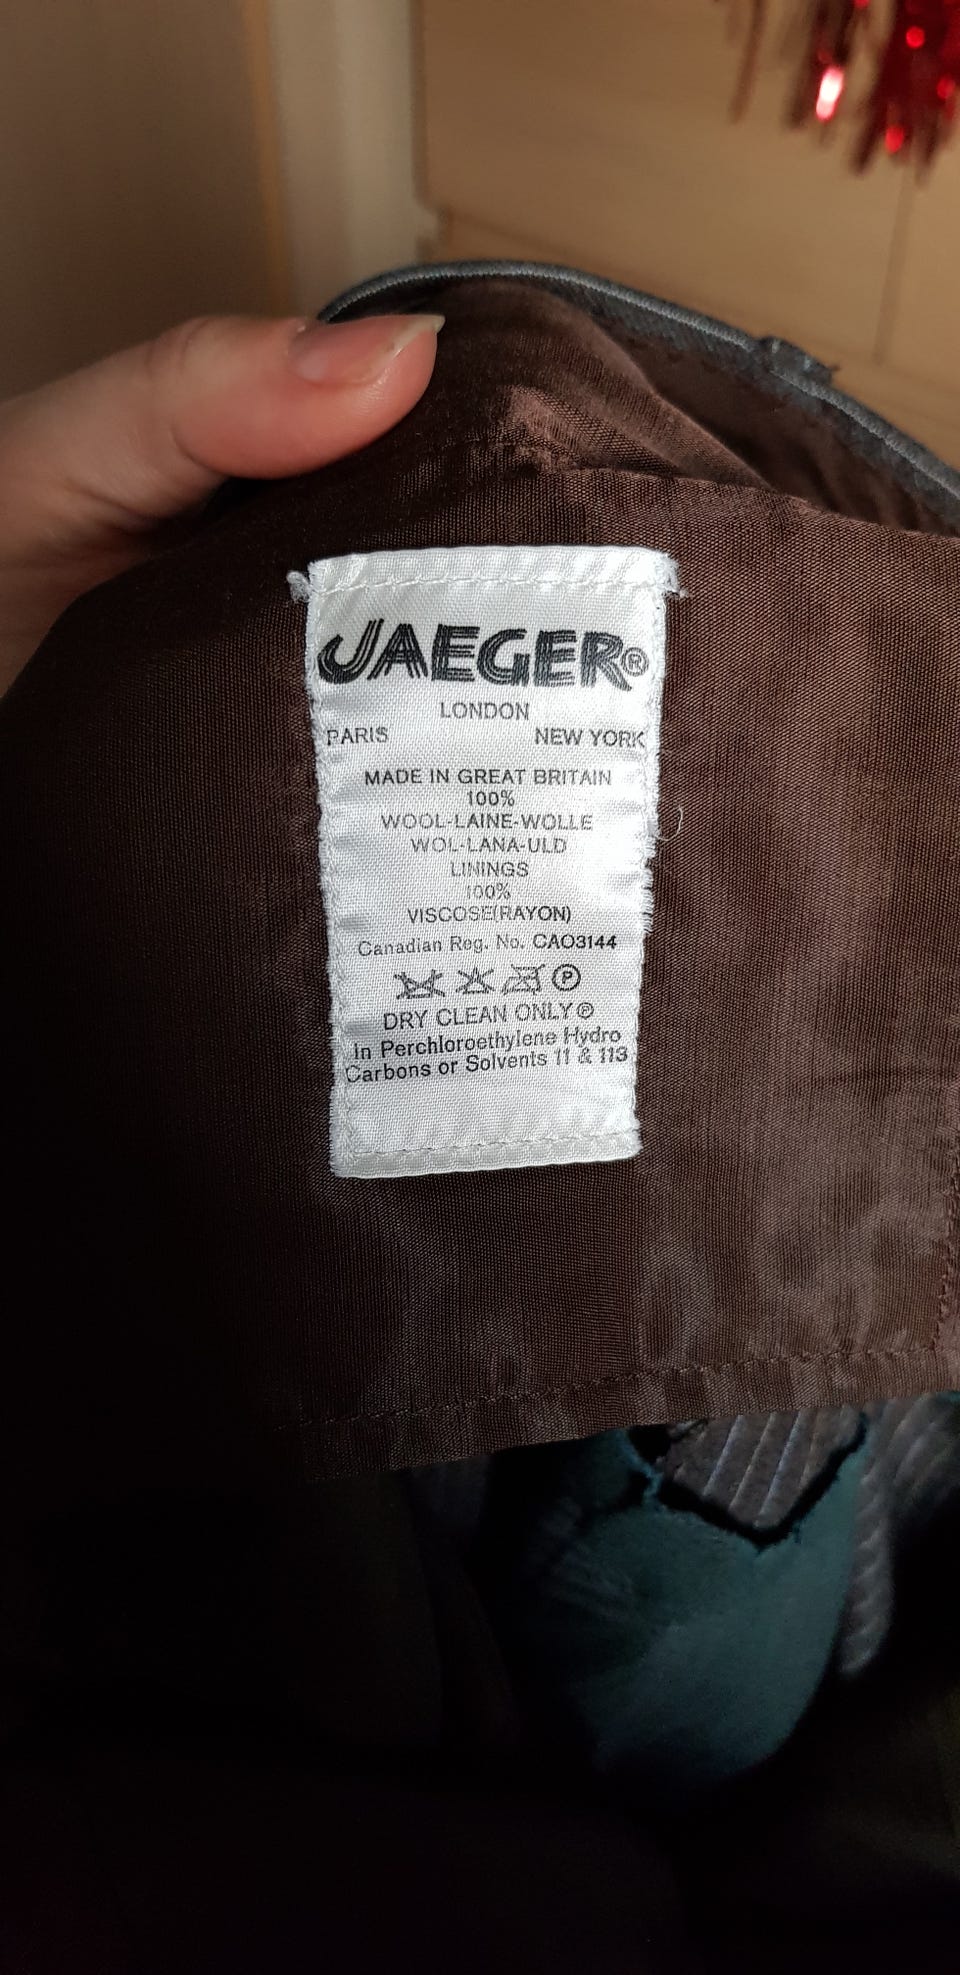 JAEGER®
LONDON
PARIS NEW YORK
MADE IN GREAT BRITAIN
100%
WOOL-LAINE-WOLLE
WOL-LANA-ULD
LININGS
100%
VISCOSE(RAYON)
Canadian Reg. No. CAO3144
P
DRY CLEAN ONLY Ⓟ
In Perchloroethylene Hydro
Carbons or Solvents 11 & 113